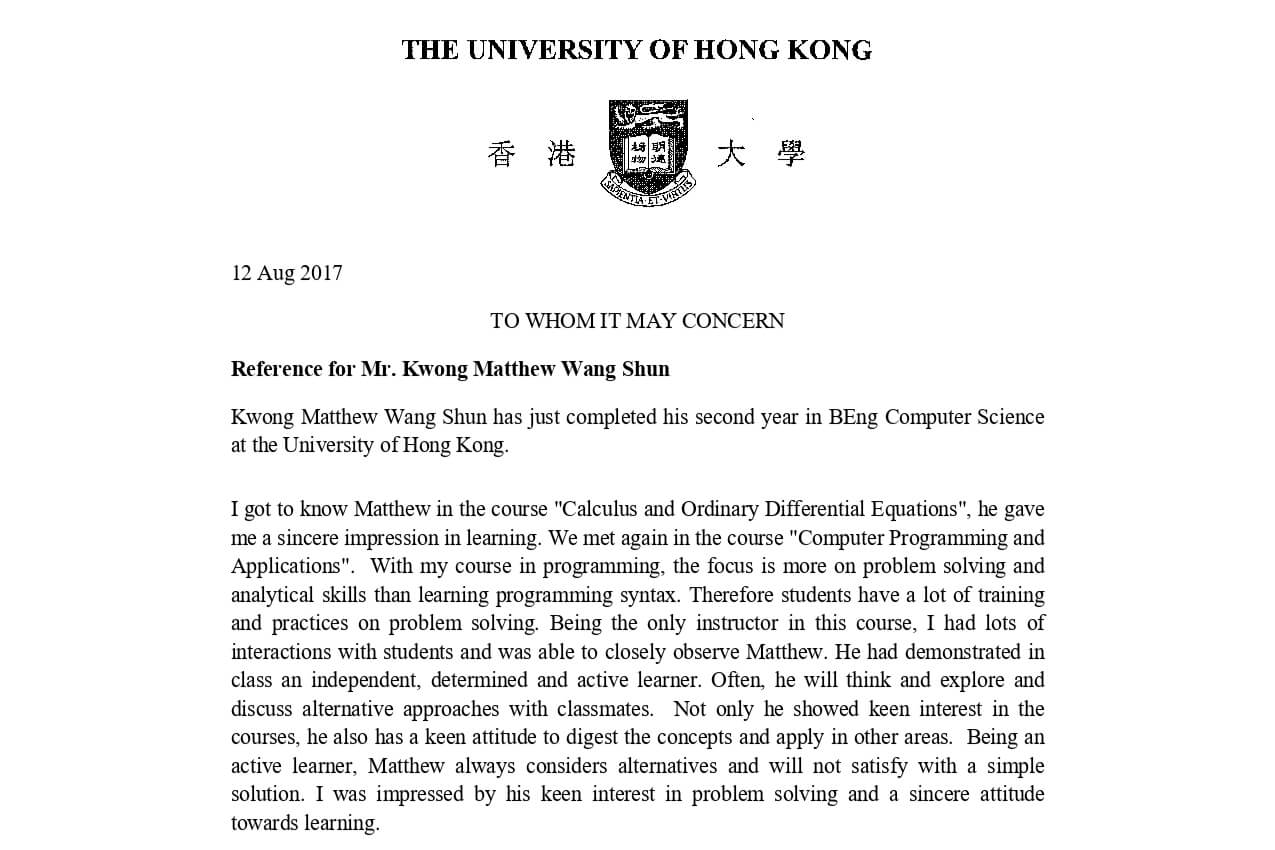 THE UNIVERSITY OF HONG KONG
香 港 大 學
明德
格物
SAPIENTIA·ET·VIRTUS
12 Aug 2017
TO WHOM IT MAY CONCERN
Reference for Mr. Kwong Matthew Wang Shun
Kwong Matthew Wang Shun has just completed his second year in BEng Computer Science
at the University of Hong Kong.
I got to know Matthew in the course "Calculus and Ordinary Differential Equations", he gave
me a sincere impression in learning. We met again in the course "Computer Programming and
Applications".  With my course in programming, the focus is more on problem solving and
analytical skills than learning programming syntax. Therefore students have a lot of training
and practices on problem solving. Being the only instructor in this course, I had lots of
interactions with students and was able to closely observe Matthew. He had demonstrated in
class an independent, determined and active learner. Often, he will think and explore and
discuss alternative approaches with classmates.  Not only he showed keen interest in the
courses, he also has a keen attitude to digest the concepts and apply in other areas.  Being an
active learner, Matthew always considers alternatives and will not satisfy with a simple
solution. I was impressed by his keen interest in problem solving and a sincere attitude
towards learning.